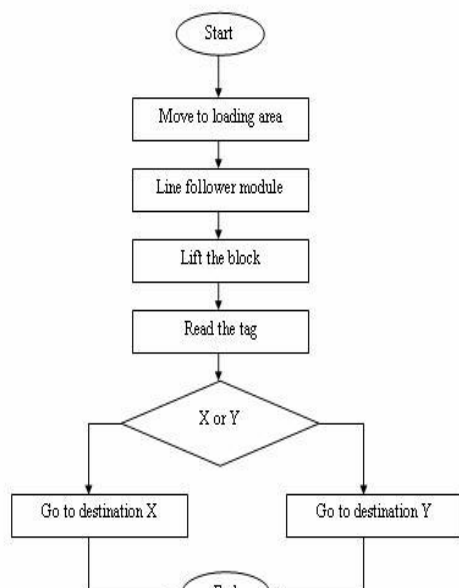 Start
Move to loading area
Line follower module
Lift the block
Read the tag
X or Y
Go to destination X
Go to destination Y